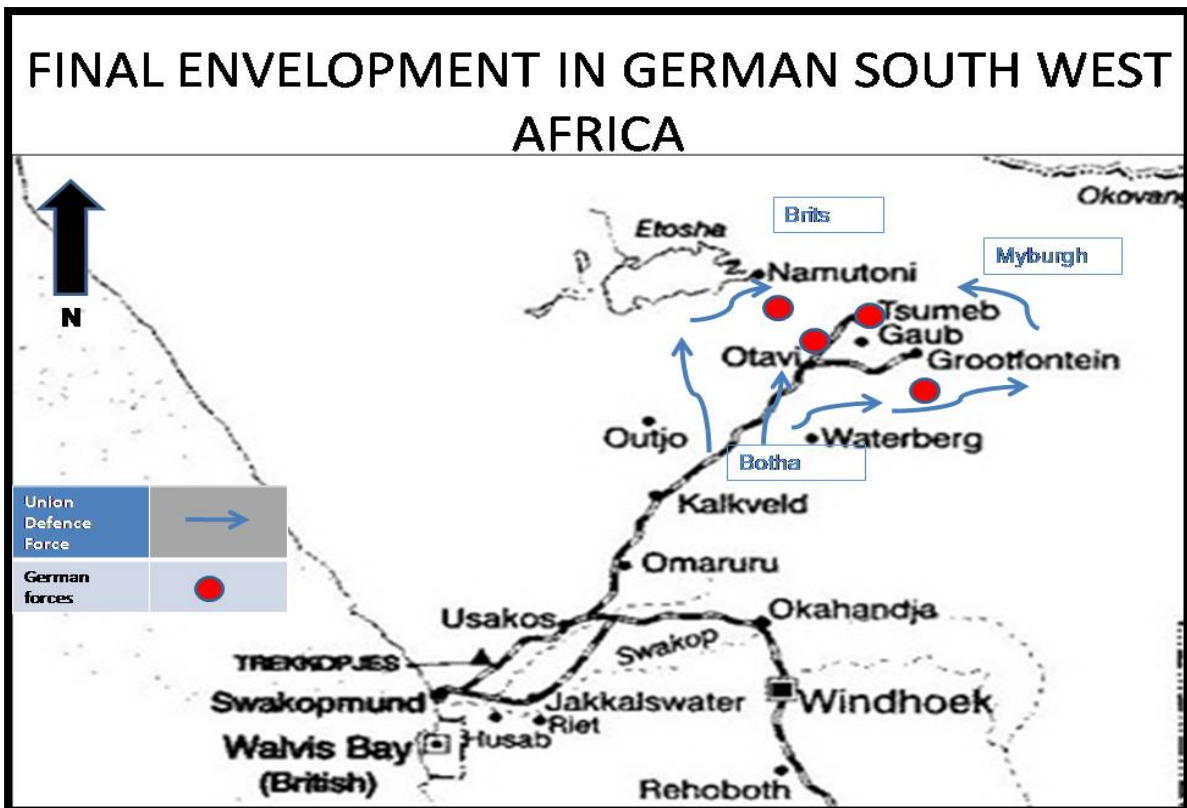 FINAL ENVELOPMENT IN GERMAN SOUTH WEST
AFRICA
N
Okovang
Brits
Etosha
Myburgh
Namutoni
Tsumeb
Gaub
Otavi
Grootfontein
Outjo
Waterberg
Botha
Kalkveld
Union
Defence
Force
German
forces
Omaruru
Usakos
Okahandja
Swakop
TREKKOPJES
Swakopmund
Jakkalswater
Windhoek
Riet
Husab
Walvis Bay
(British)
Rehoboth